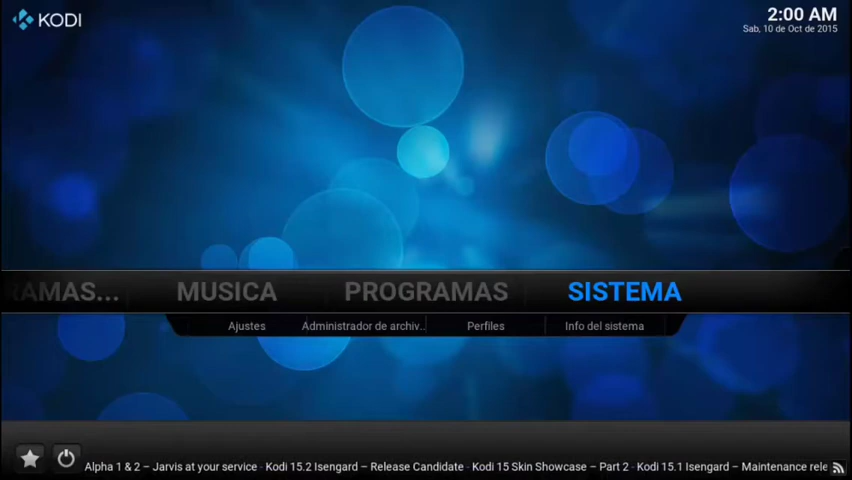 KODI
2:00 AM
Sab, 10 de Oct de 2015
RAMAS... MUSICA PROGRAMAS SISTEMA
Ajustes Administrador de archiv.. Perfiles Info del sistema
Alpha 1 & 2 – Jarvis at your service - Kodi 15.2 Isengard – Release Candidate - Kodi 15 Skin Showcase – Part 2 - Kodi 15.1 Isengard – Maintenance rele